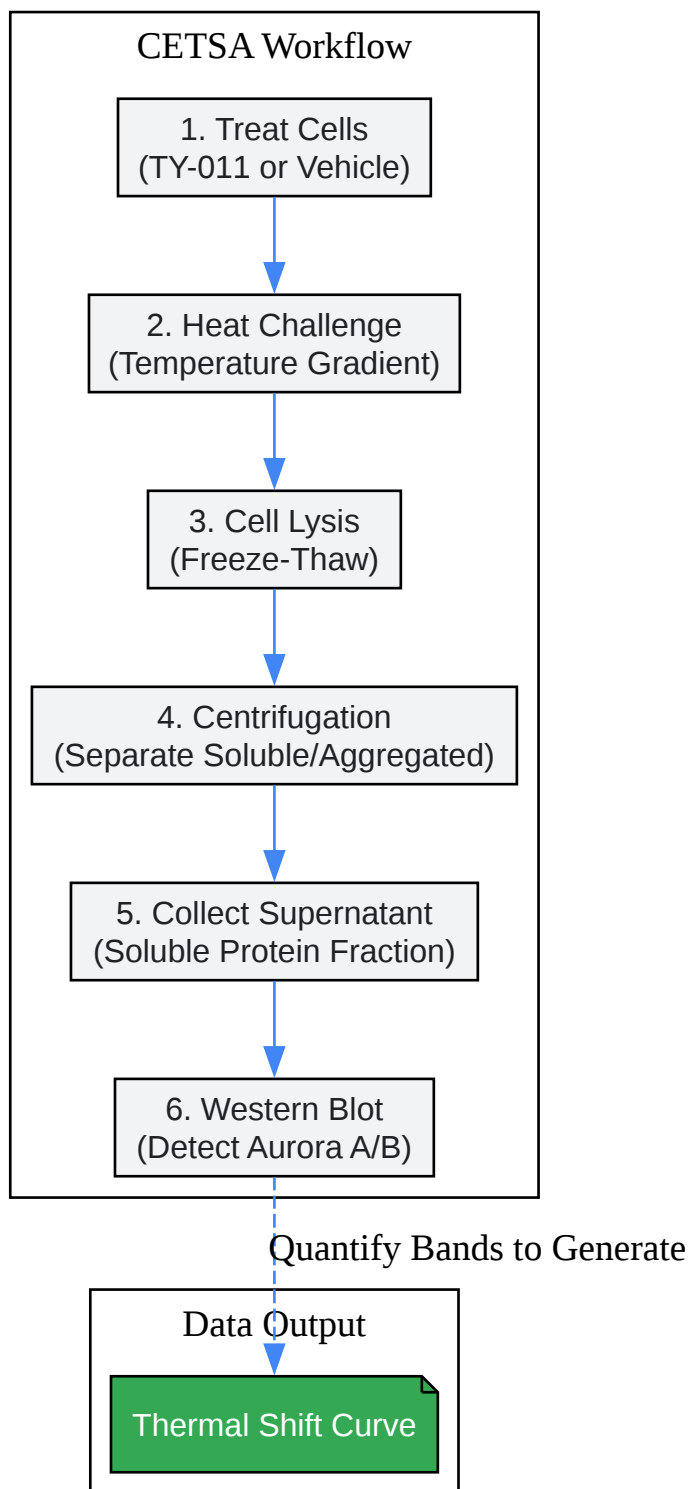 CETSA Workflow
1. Treat Cells
(TY-011 or Vehicle)
2. Heat Challenge
(Temperature Gradient)
3. Cell Lysis
(Freeze-Thaw)
4. Centrifugation
(Separate Soluble/Aggregated)
5. Collect Supernatant
(Soluble Protein Fraction)
6. Western Blot
(Detect Aurora A/B)
Quantify Bands to Generate
Data Output
Thermal Shift Curve